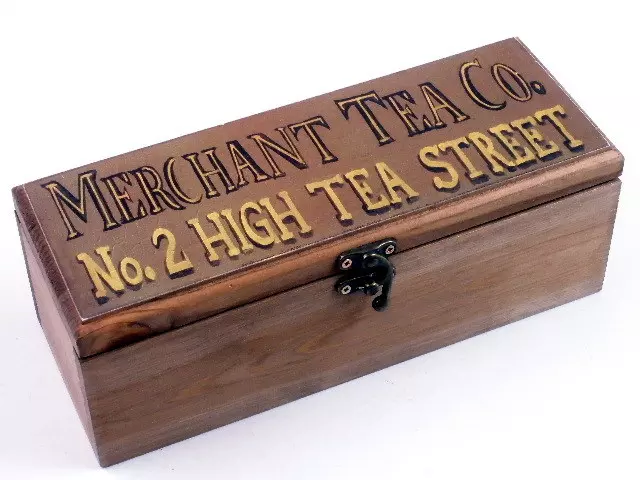 MERCHANT TEA CO.
No. 2 HIGH TEA STREET